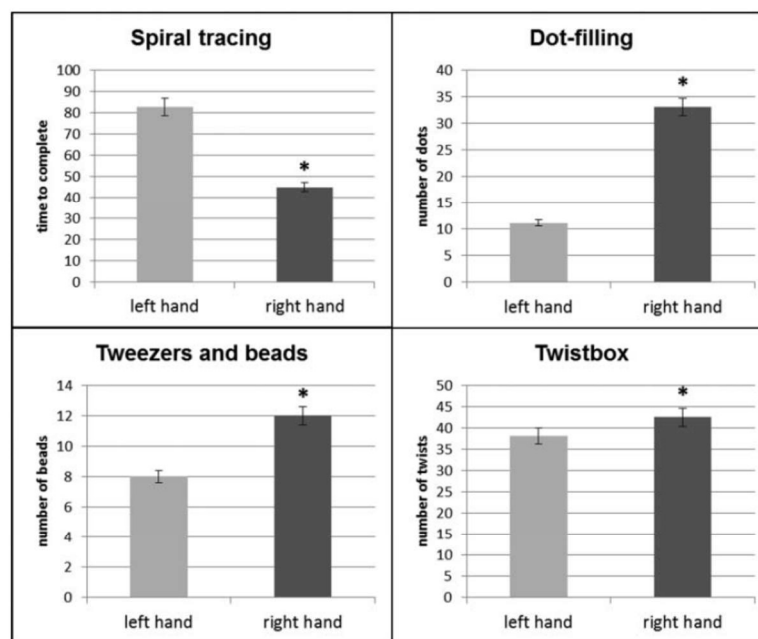 Spiral tracing
time to complete
100
90
80
70
60
50
40
30
20
10
0
*
left hand
right hand
Dot-filling
number of dots
40
35
30
25
20
15
10
5
0
*
left hand
right hand
Tweezers and beads
number of beads
14
12
10
8
6
4
2
0
*
left hand
right hand
Twistbox
number of twists
50
45
40
35
30
25
20
15
10
5
0
*
left hand
right hand